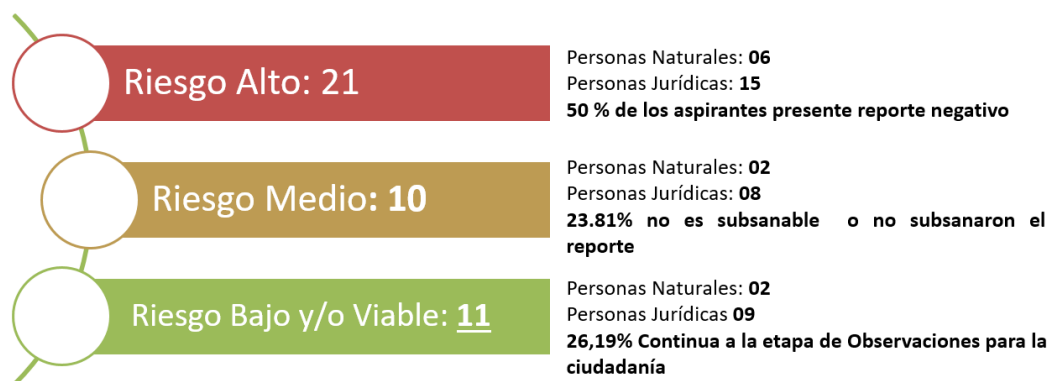 Riesgo Alto: 21
Personas Naturales: 06
Personas Jurídicas: 15
50 % de los aspirantes presente reporte negativo
Riesgo Medio: 10
Personas Naturales: 02
Personas Jurídicas: 08
23.81% no es subsanable o no subsanaron el
reporte
Riesgo Bajo y/o Viable: 11
Personas Naturales: 02
Personas Jurídicas 09
26,19% Continua a la etapa de Observaciones para la
ciudadanía